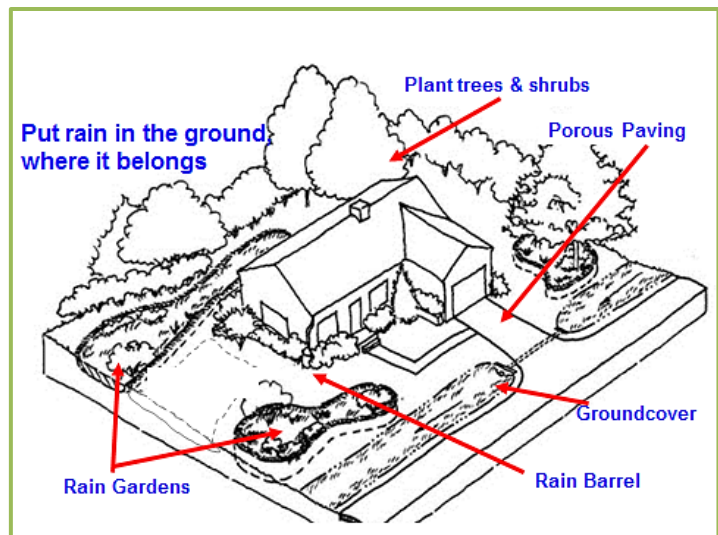 Plant trees & shrubs
Put rain in the ground,
where it belongs
Porous Paving
Groundcover
Rain Gardens
Rain Barrel